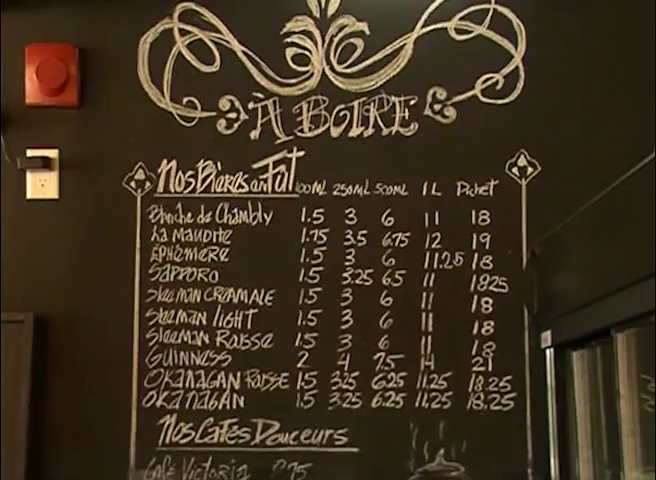 À BOIRE
Nos Bières en Fût 100ML 250ML 500ML 1L Pichet
Blanche de Chambly 1.5 3 6 11 18
La Maudite 1.75 3.5 6.75 12 19
Éphémère 1.5 3 6 11.25 18
Sapporo 1.5 3.25 6.5 11 18.25
Sleeman Creamale 1.5 3 6 11 18
Sleeman Light 1.5 3 6 11 18
Sleeman Rousse 1.5 3 6 11 18
Guinness 2 4 7.5 14 21
Okanagan Rousse 1.5 3.25 6.25 11.25 18.25
Okanagan 1.5 3.25 6.25 11.25 18.25
Nos Cafés Douceurs
Café Victoria